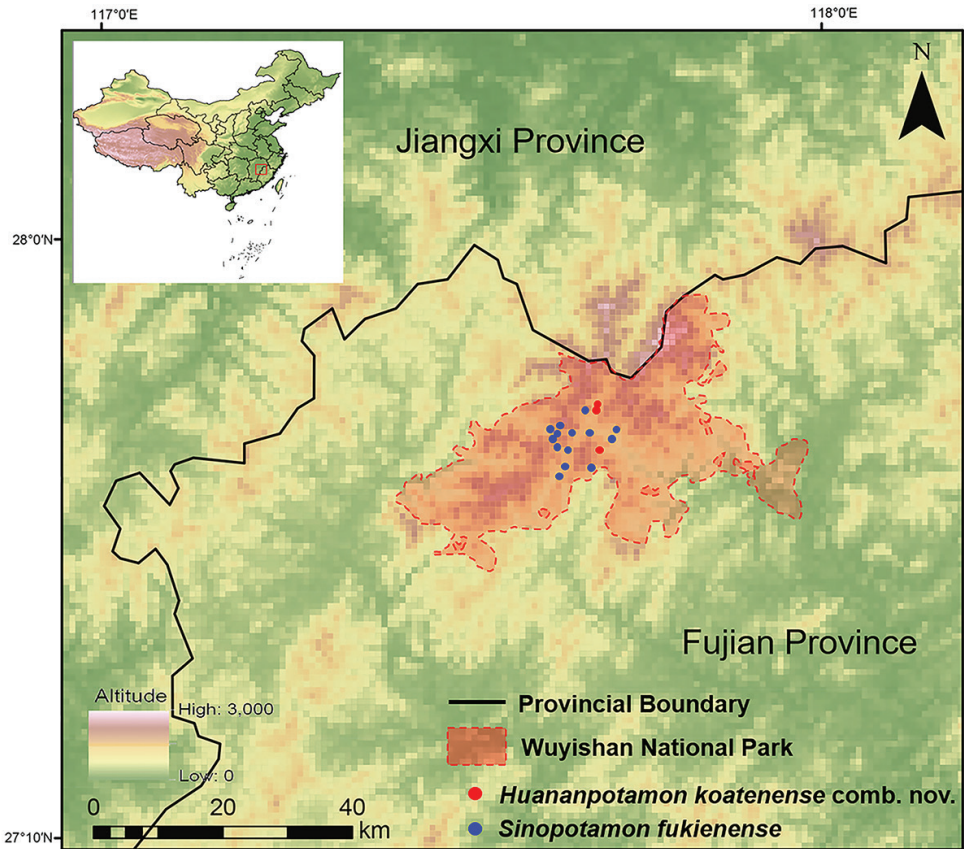 117°0′E
118°0′E
N
Jiangxi Province
28°0′N
Fujian Province
Altitude
High: 3,000
Low: 0
Provincial Boundary
Wuyishan National Park
Huananpotamon koatenense comb. nov.
Sinopotamon fukienense
0 20 40
km
27°10′N